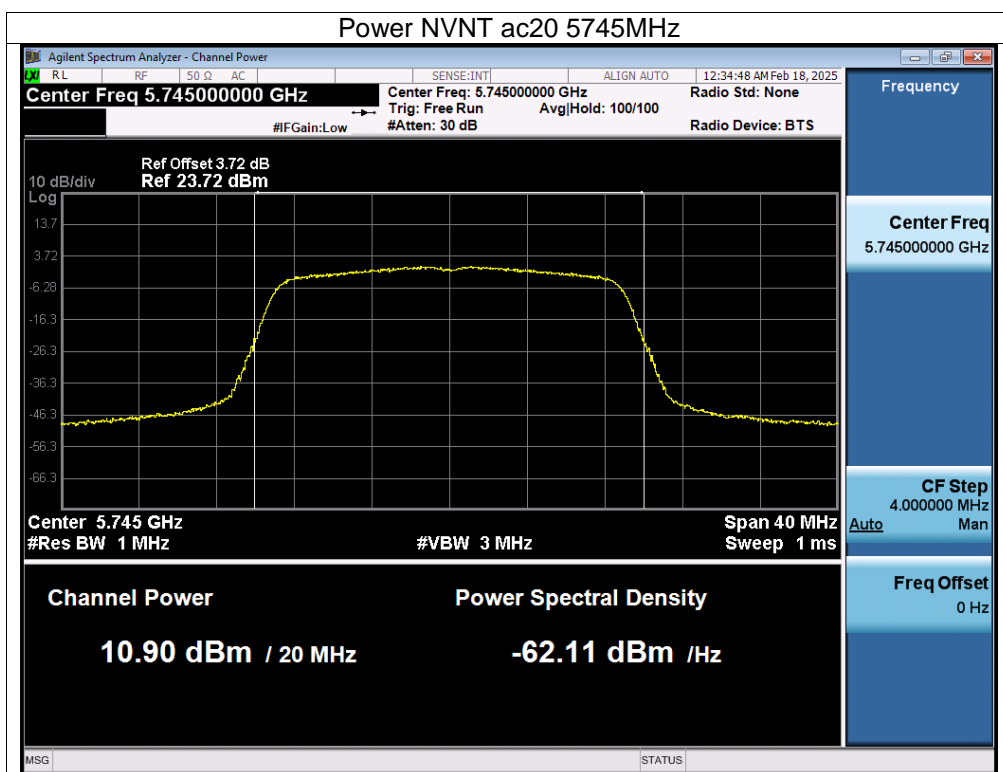 Power NVNT ac20 5745MHz
Agilent Spectrum Analyzer - Channel Power
LXI RL RF 50 Ω AC SENSE:INT ALIGN AUTO 12:34:48 AM Feb 18, 2025
Center Freq 5.745000000 GHz
Center Freq: 5.745000000 GHz Radio Std: None
Trig: Free Run Avg|Hold: 100/100
#IFGain:Low #Atten: 30 dB Radio Device: BTS
Ref Offset 3.72 dB
10 dB/div Ref 23.72 dBm
Log
13.7
3.72
-6.28
-16.3
-26.3
-36.3
-46.3
-56.3
-66.3
Center 5.745 GHz Span 40 MHz
#Res BW 1 MHz #VBW 3 MHz Sweep 1 ms
Channel Power Power Spectral Density
10.90 dBm / 20 MHz -62.11 dBm /Hz
Frequency
Center Freq
5.745000000 GHz
CF Step
4.000000 MHz
Auto Man
Freq Offset
0 Hz
MSG STATUS